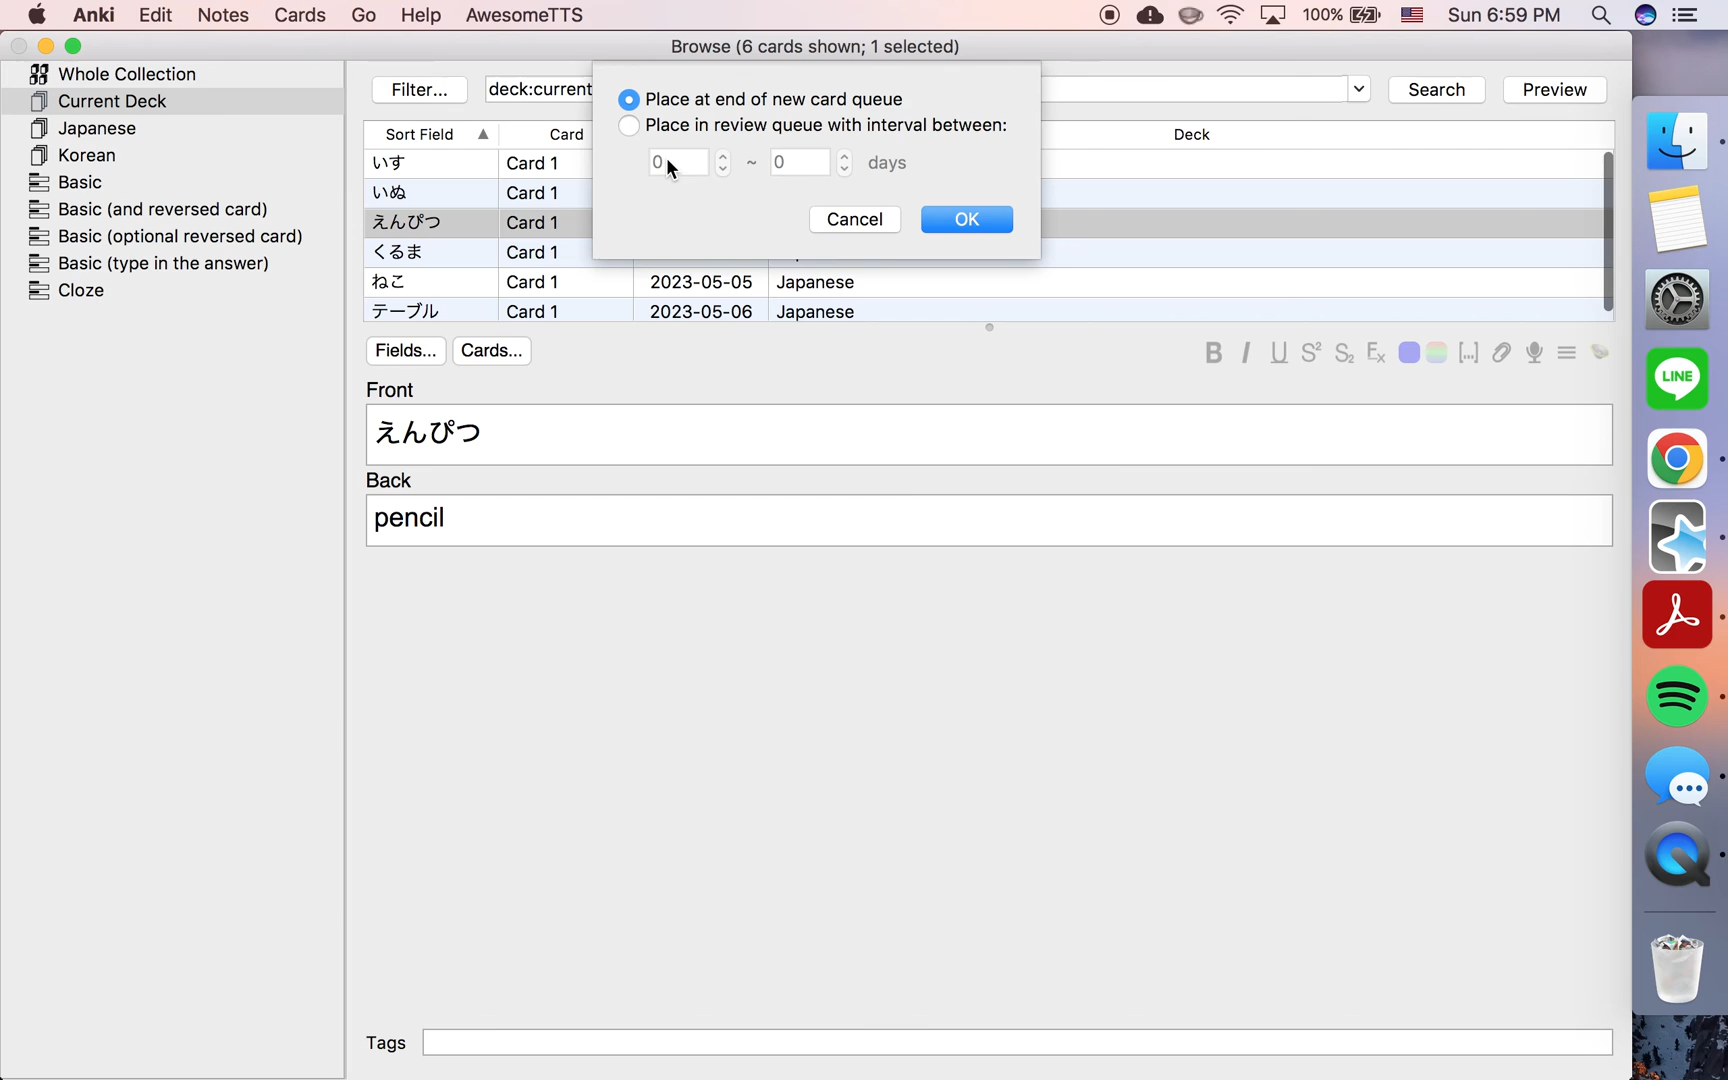 Anki Edit Notes Cards Go Help AwesomeTTS 100% Sun 6:59 PM
Browse (6 cards shown; 1 selected)
Whole Collection
Current Deck
Japanese
Korean
Basic
Basic (and reversed card)
Basic (optional reversed card)
Basic (type in the answer)
Cloze
Filter... deck:current Search Preview
Sort Field Card Deck
いす Card 1
いぬ Card 1
えんぴつ Card 1
くるま Card 1
ねこ Card 1 2023-05-05 Japanese
テーブル Card 1 2023-05-06 Japanese
Place at end of new card queue
Place in review queue with interval between:
0 ~ 0 days
Cancel OK
Fields... Cards... B I U S2 S2 Ex [...]
Front
えんぴつ
Back
pencil
Tags
LINE